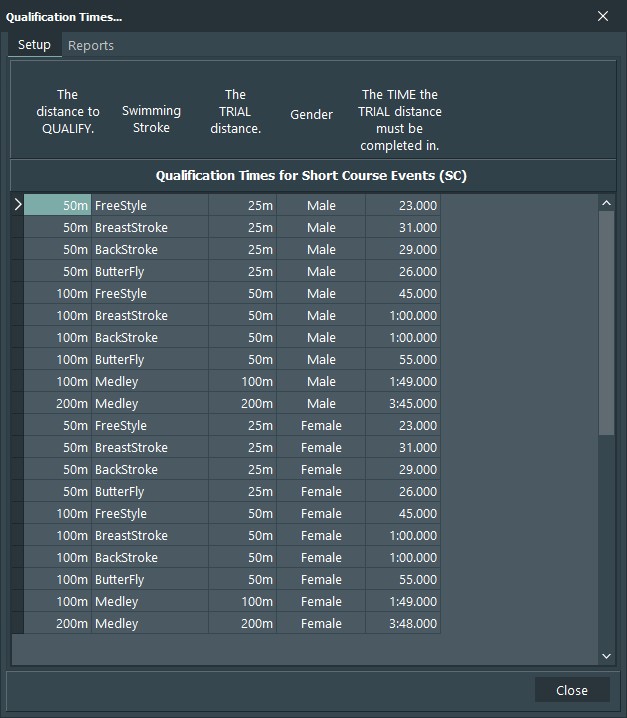 Qualification Times...
Setup Reports
The distance to QUALIFY.
Swimming Stroke
The TRIAL distance.
Gender
The TIME the TRIAL distance must be completed in.
Qualification Times for Short Course Events (SC)
50m FreeStyle 25m Male 23.000
50m BreastStroke 25m Male 31.000
50m BackStroke 25m Male 29.000
50m ButterFly 25m Male 26.000
100m FreeStyle 50m Male 45.000
100m BreastStroke 50m Male 1:00.000
100m BackStroke 50m Male 1:00.000
100m ButterFly 50m Male 55.000
100m Medley 100m Male 1:49.000
200m Medley 200m Male 3:45.000
50m FreeStyle 25m Female 23.000
50m BreastStroke 25m Female 31.000
50m BackStroke 25m Female 29.000
50m ButterFly 25m Female 26.000
100m FreeStyle 50m Female 45.000
100m BreastStroke 50m Female 1:00.000
100m BackStroke 50m Female 1:00.000
100m ButterFly 50m Female 55.000
100m Medley 100m Female 1:49.000
200m Medley 200m Female 3:48.000
Close